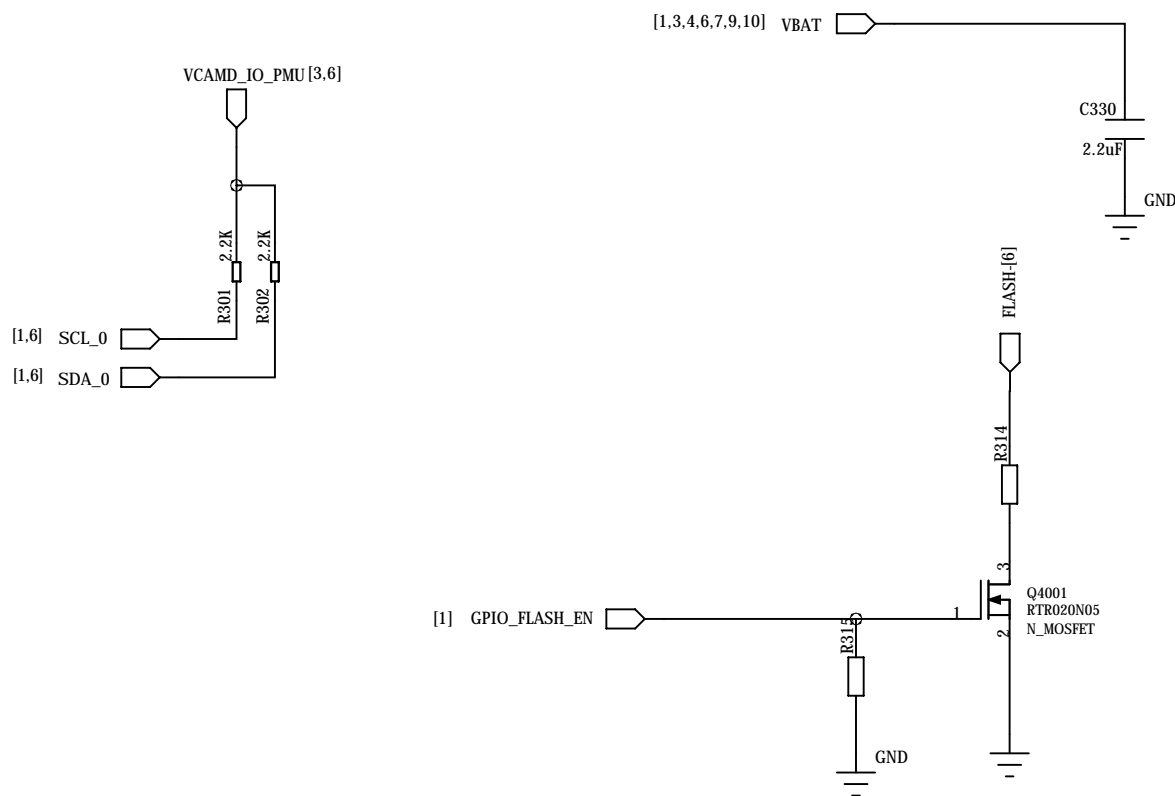 [1,3,4,6,7,9,10] VBAT
VCAMD_IO_PMU [3,6]
C330
2.2uF
GND
2.2K
2.2K
R301
R302
[1,6] SCL_0
[1,6] SDA_0
FLASH-[6]
R314
3
Q4001
RTR020N05
N_MOSFET
1
2
[1] GPIO_FLASH_EN
R315
GND